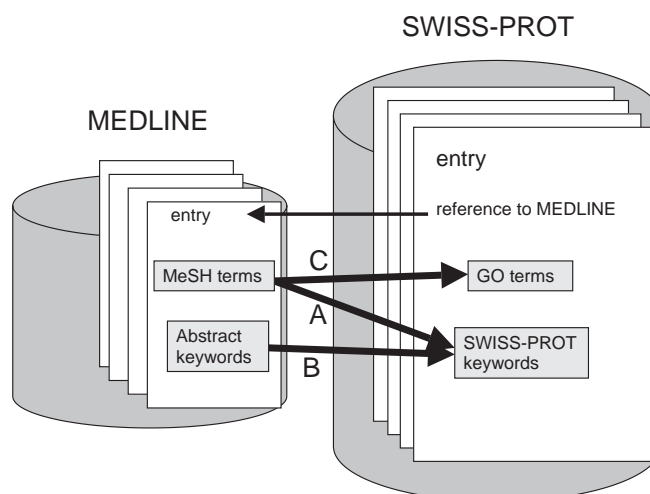 SWISS-PROT
MEDLINE
entry
entry
reference to MEDLINE
MeSH terms
C
GO terms
A
Abstract
keywords
B
SWISS-PROT
keywords